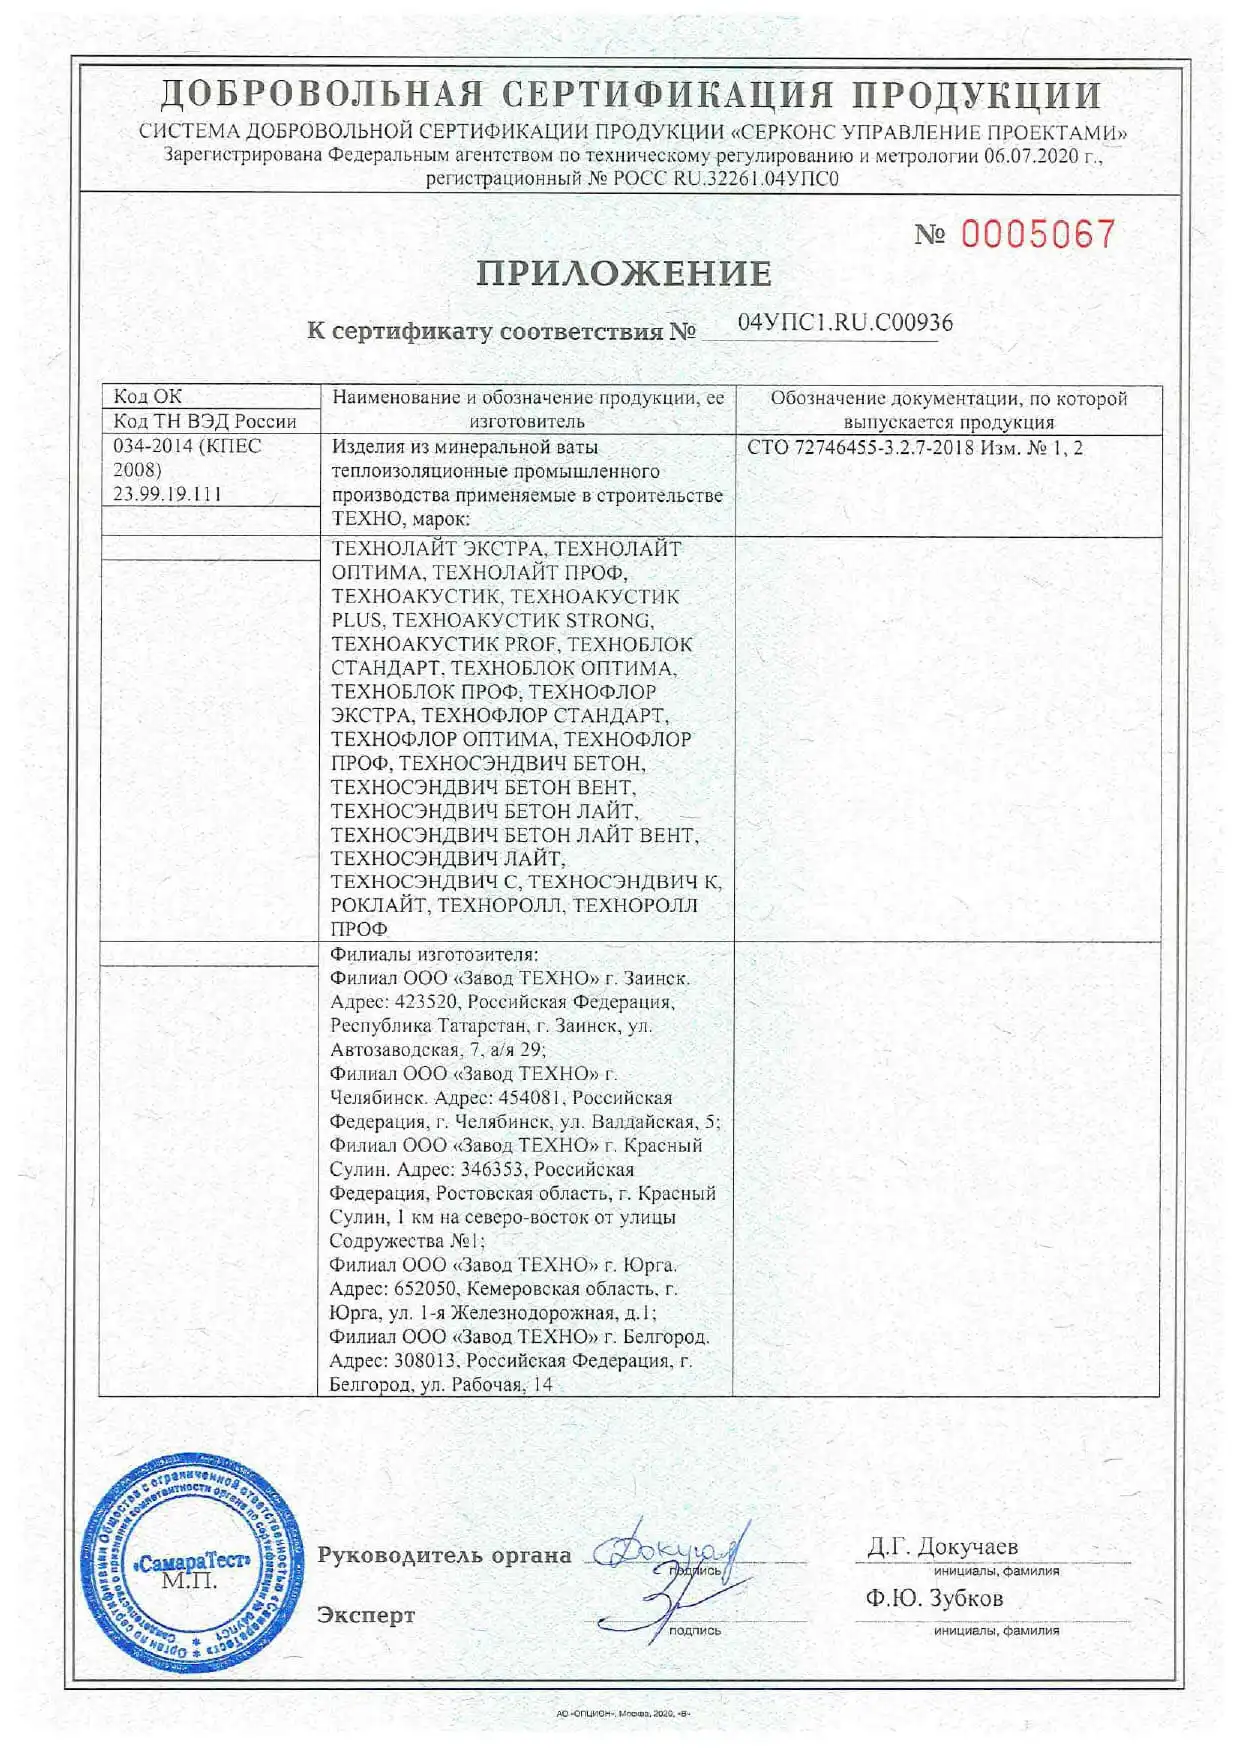 ДОБРОВОЛЬНАЯ СЕРТИФИКАЦИЯ ПРОДУКЦИИ
СИСТЕМА ДОБРОВОЛЬНОЙ СЕРТИФИКАЦИИ ПРОДУКЦИИ «СЕРКОНС УПРАВЛЕНИЕ ПРОЕКТАМИ»
Зарегистрирована Федеральным агентством по техническому регулированию и метрологии 06.07.2020 г.,
регистрационный № РОСС RU.32261.04УПС0
№ 0005067
ПРИЛОЖЕНИЕ
К сертификату соответствия № 04УПС1.RU.C00936
Код ОК
Код ТН ВЭД России
Наименование и обозначение продукции, ее
изготовитель
Обозначение документации, по которой
выпускается продукция
034-2014 (КПЕС
2008)
23.99.19.111
Изделия из минеральной ваты
теплоизоляционные промышленного
производства применяемые в строительстве
ТЕХНО, марок:
СТО 72746455-3.2.7-2018 Изм. № 1, 2
ТЕХНОЛАЙТ ЭКСТРА, ТЕХНОЛАЙТ
ОПТИМА, ТЕХНОЛАЙТ ПРОФ,
ТЕХНОАКУСТИК, ТЕХНОАКУСТИК
PLUS, ТЕХНОАКУСТИК STRONG,
ТЕХНОАКУСТИК PROF, ТЕХНОБЛОК
СТАНДАРТ, ТЕХНОБЛОК ОПТИМА,
ТЕХНОБЛОК ПРОФ, ТЕХНОФЛОР
ЭКСТРА, ТЕХНОФЛОР СТАНДАРТ,
ТЕХНОФЛОР ОПТИМА, ТЕХНОФЛОР
ПРОФ, ТЕХНОСЭНДВИЧ БЕТОН,
ТЕХНОСЭНДВИЧ БЕТОН ВЕНТ,
ТЕХНОСЭНДВИЧ БЕТОН ЛАЙТ,
ТЕХНОСЭНДВИЧ БЕТОН ЛАЙТ ВЕНТ,
ТЕХНОСЭНДВИЧ ЛАЙТ,
ТЕХНОСЭНДВИЧ С, ТЕХНОСЭНДВИЧ К,
РОКЛАЙТ, ТЕХНОРОЛЛ, ТЕХНОРОЛЛ
ПРОФ
Филиалы изготовителя:
Филиал ООО «Завод ТЕХНО» г. Заинск.
Адрес: 423520, Российская Федерация,
Республика Татарстан, г. Заинск, ул.
Автозаводская, 7, а/я 29;
Филиал ООО «Завод ТЕХНО» г.
Челябинск. Адрес: 454081, Российская
Федерация, г. Челябинск, ул. Валдайская, 5;
Филиал ООО «Завод ТЕХНО» г. Красный
Сулин. Адрес: 346353, Российская
Федерация, Ростовская область, г. Красный
Сулин, 1 км на северо-восток от улицы
Содружества №1;
Филиал ООО «Завод ТЕХНО» г. Юрга.
Адрес: 652050, Кемеровская область, г.
Юрга, ул. 1-я Железнодорожная, д.1;
Филиал ООО «Завод ТЕХНО» г. Белгород.
Адрес: 308013, Российская Федерация, г.
Белгород, ул. Рабочая, 14
«СамараТест»
М.П.
Руководитель органа
Докучаев
подпись
Д.Г. Докучаев
инициалы, фамилия
Эксперт
подпись
Ф.Ю. Зубков
инициалы, фамилия
АО «ОПЦИОН», Москва, 2020, «В»